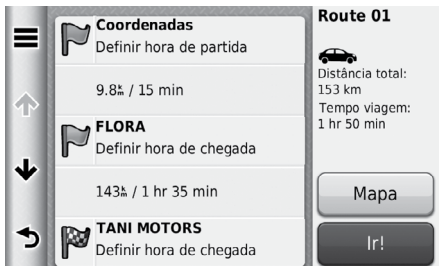 Coordenadas
Definir hora de partida
9.8km / 15 min
FLORA
Definir hora de chegada
143km / 1 hr 35 min
TANI MOTORS
Definir hora de chegada
Route 01
Distância total:
153 km
Tempo viagem:
1 hr 50 min
Mapa
Ir!